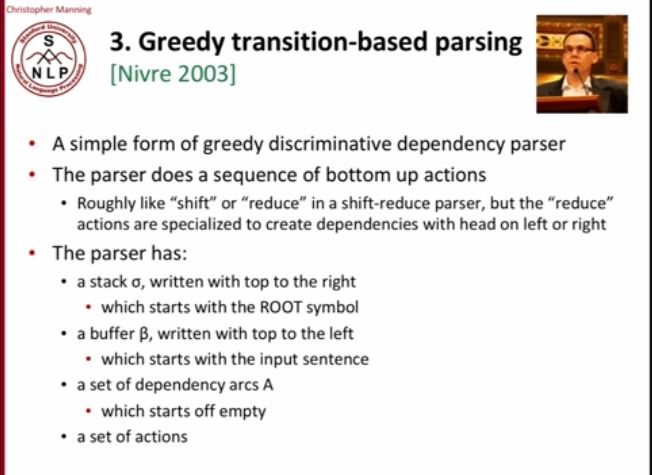 Christopher Manning
Stanford University
S
NLP
Natural Language Processing
3. Greedy transition-based parsing
[Nivre 2003]
• A simple form of greedy discriminative dependency parser
• The parser does a sequence of bottom up actions
• Roughly like “shift” or “reduce” in a shift-reduce parser, but the “reduce”
actions are specialized to create dependencies with head on left or right
• The parser has:
• a stack σ, written with top to the right
• which starts with the ROOT symbol
• a buffer β, written with top to the left
• which starts with the input sentence
• a set of dependency arcs A
• which starts off empty
• a set of actions